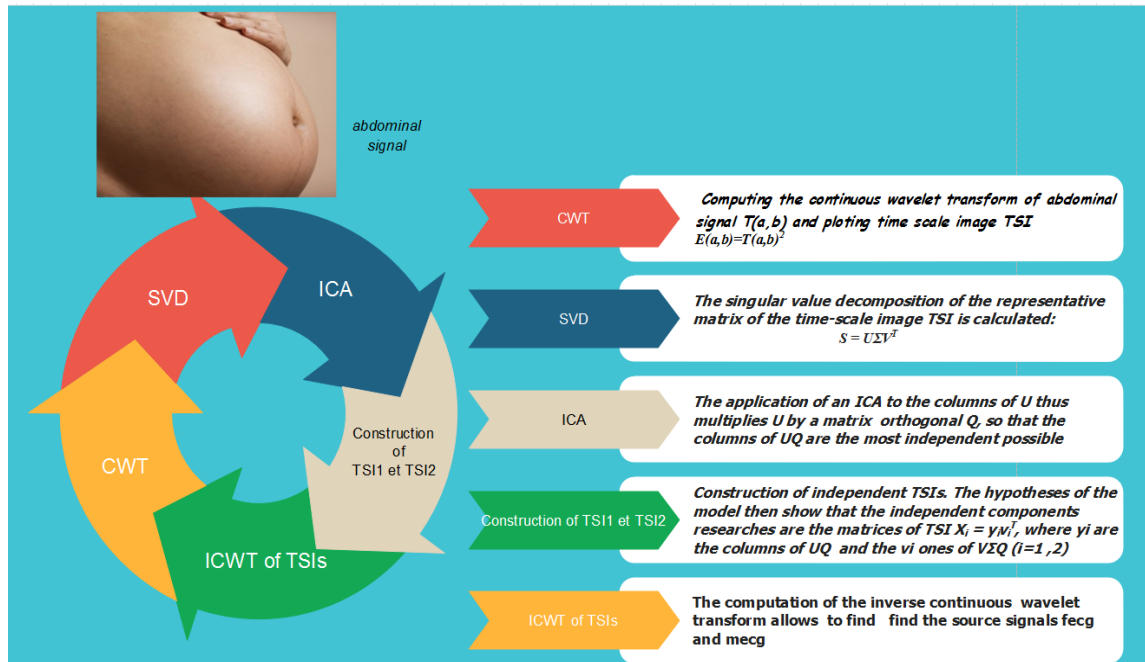 abdominal
signal
SVD
ICA
Construction
of
TSI1 et TSI2
ICWT of TSIs
CWT
CWT
Computing the continuous wavelet transform of abdominal
signal T(a,b) and ploting time scale image TSI
E(a,b)=T(a,b)²
SVD
The singular value decomposition of the representative
matrix of the time-scale image TSI is calculated:
S = UΣVᵀ
ICA
The application of an ICA to the columns of U thus
multiplies U by a matrix orthogonal Q, so that the
columns of UQ are the most independent possible
Construction of TSI1 et TSI2
Construction of independent TSIs. The hypotheses of the
model then show that the independent components
researches are the matrices of TSI Xᵢ = yᵢvᵢᵀ, where yi are
the columns of UQ and the vi ones of VΣQ (i=1 ,2)
ICWT of TSIs
The computation of the inverse continuous wavelet
transform allows to find find the source signals fecg
and mecg